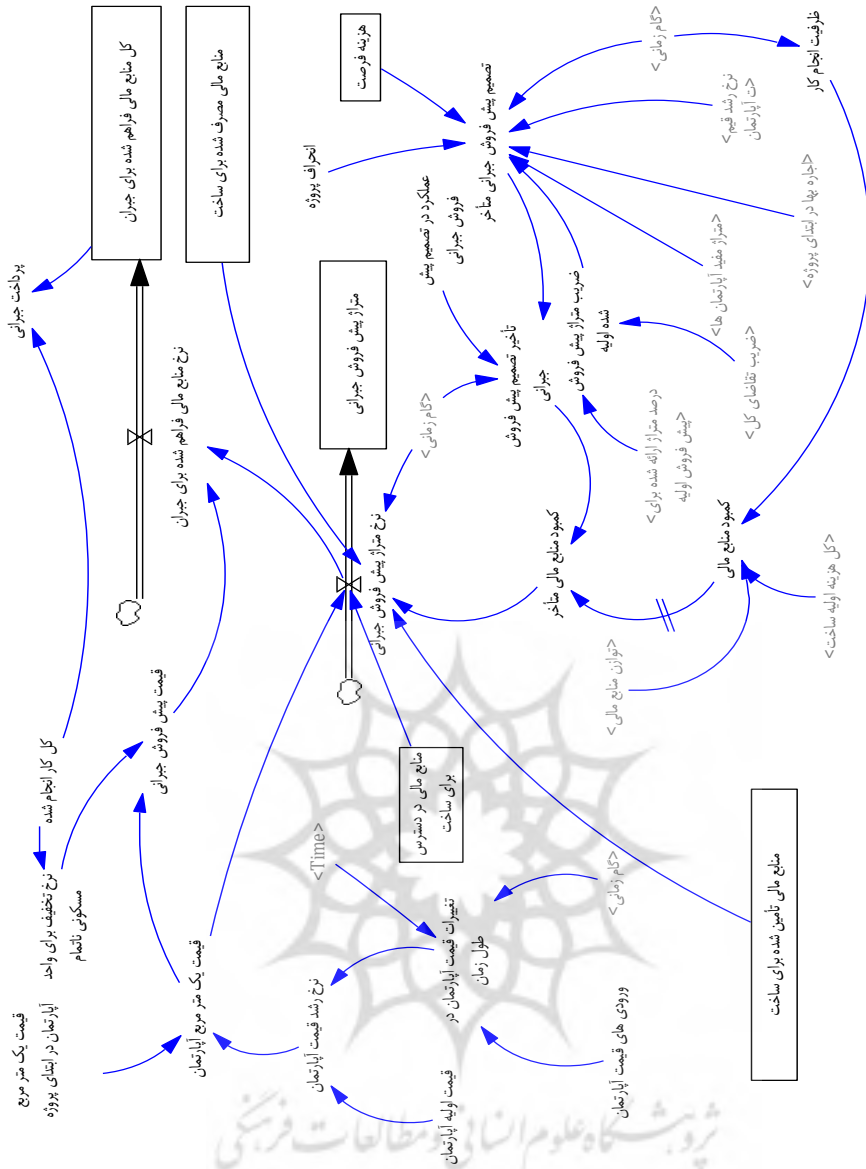 کل منابع مالی فراهم شده برای جبران
منابع مالی مصرف شده برای ساخت
هزینه فرصت
تصمیم پیش فروش جبرانی متأخر
<گام زمانی>
ظرفیت انجام کار
انحراف پروژه
<نرخ رشد قیم
ت آپارتمان>
<اجاره بها در ابتدای پروژه>
<متراژ مفید آپارتمان ها>
عملکرد در تصمیم پیش
فروش جبرانی
پرداخت جبرانی
نرخ منابع مالی فراهم شده برای جبران
متراژ پیش فروش جبرانی
<گام زمانی>
تأخیر تصمیم پیش فروش
جبرانی
ضریب متراژ پیش فروش
شده اولیه
<ضریب تقاضای کل>
<درصد متراژ ارائه شده برای
پیش فروش اولیه>
نرخ متراژ پیش فروش جبرانی
کمبود منابع مالی متأخر
کمبود منابع مالی
<کل هزینه اولیه ساخت>
<توازن منابع مالی>
کل کار انجام شده
قیمت پیش فروش جبرانی
منابع مالی در دسترس
برای ساخت
نرخ تخفیف برای واحد
مسکونی ناتمام
<Time>
<گام زمانی>
منابع مالی تأمین شده برای ساخت
قیمت یک متر مربع
آپارتمان در ابتدای پروژه
قیمت یک متر مربع آپارتمان
نرخ رشد قیمت آپارتمان
تغییرات قیمت آپارتمان در
طول زمان
قیمت اولیه آپارتمان
ورودی های قیمت آپارتمان
پژوهشگاه علوم انسانی و مطالعات فرهنگی